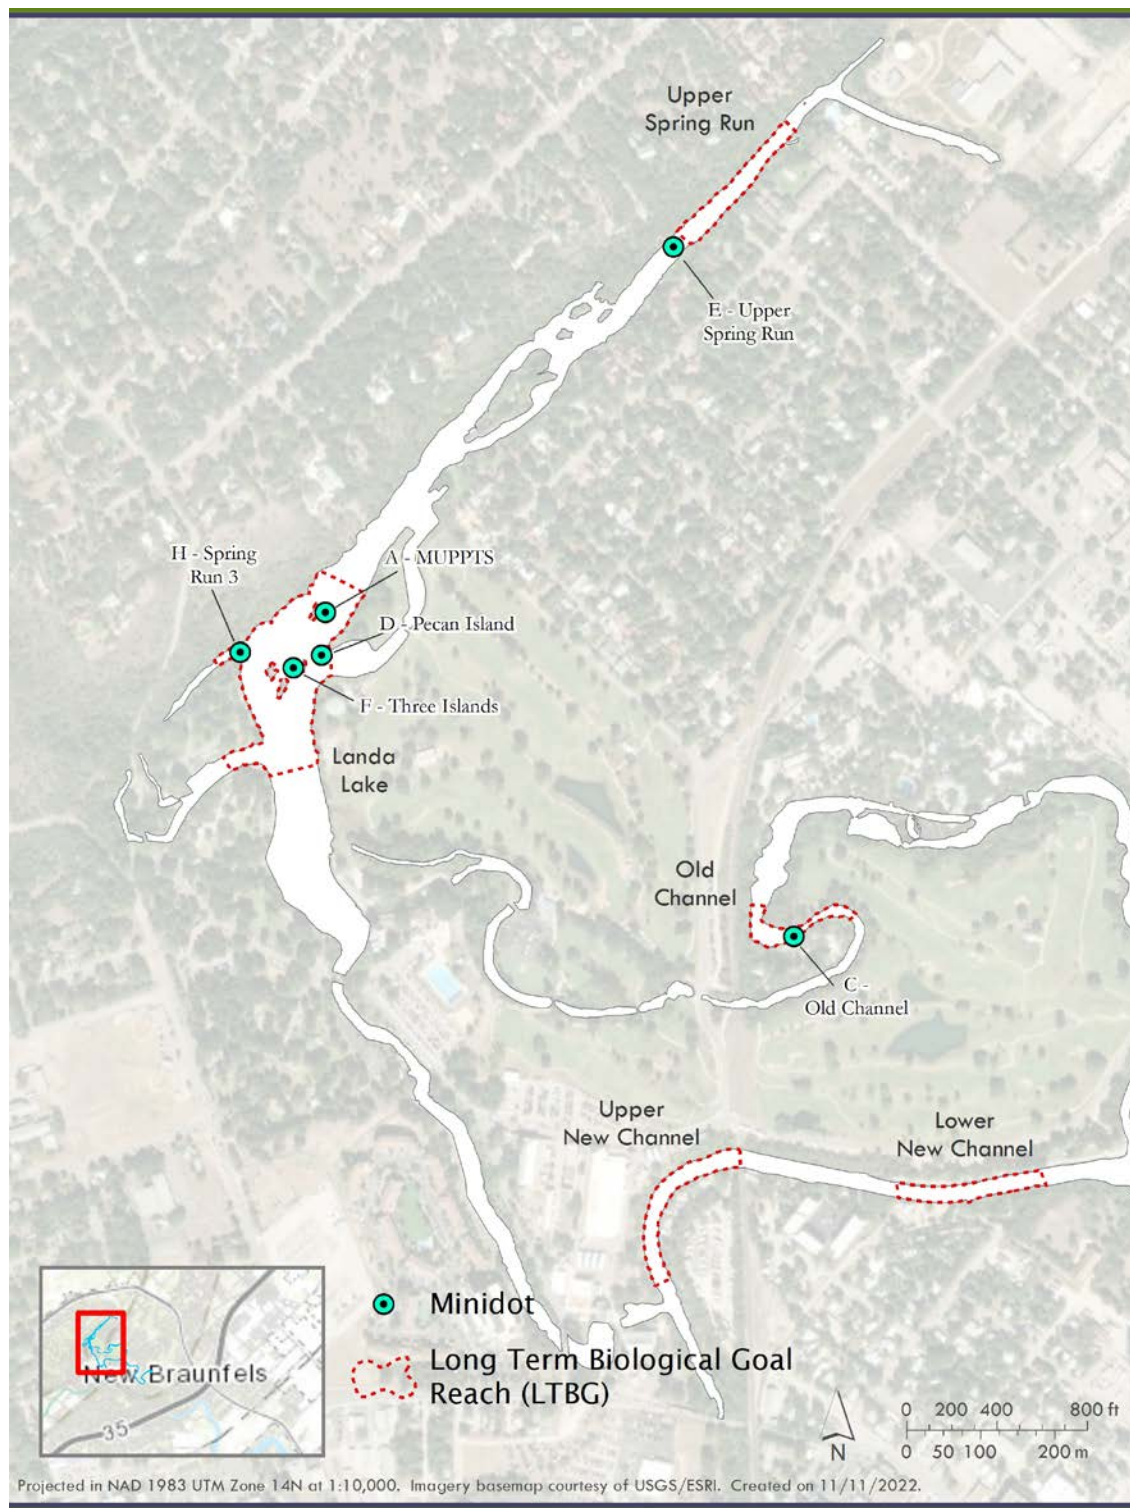 Upper
Spring Run
E - Upper
Spring Run
H - Spring
Run 3
A - MUPPTS
D - Pecan Island
F - Three Islands
Landa
Lake
Old
Channel
C -
Old Channel
Upper
New Channel
Lower
New Channel
New Braunfels
35
Minidot
Long Term Biological Goal
Reach (LTBG)
N
0 200 400 800 ft
0 50 100 200 m
Projected in NAD 1983 UTM Zone 14N at 1:10,000. Imagery basemap courtesy of USGS/ESRI. Created on 11/11/2022.